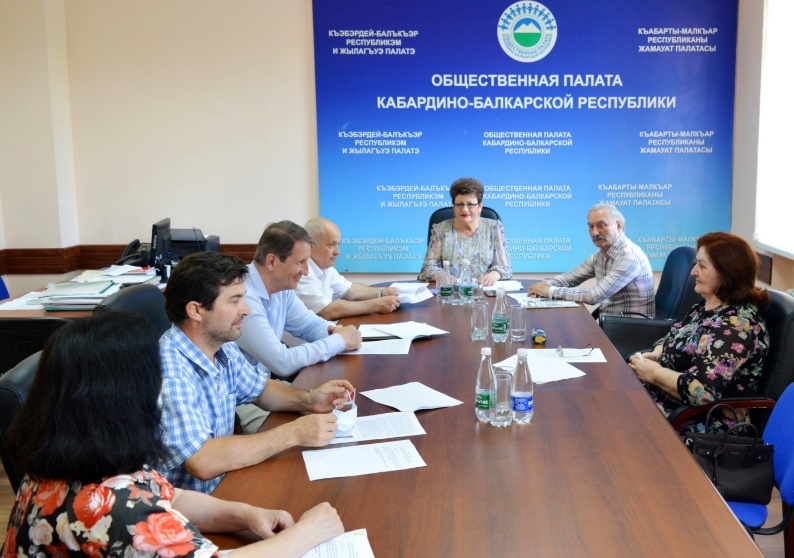 КЪЭБЭРДЕЙ-БАЛЪКЪЭР
РЕСПУБЛИКЭМ
И ЖЫЛАГЪУЭ ПАЛАТЭ
КЪАБАРТЫ-МАЛКЪАР
РЕСПУБЛИКАНЫ
ЖАМАУАТ ПАЛАТАСЫ
ОБЩЕСТВЕННАЯ ПАЛАТА
КАБАРДИНО-БАЛКАРСКОЙ РЕСПУБЛИКИ
КЪЭБЭРДЕЙ-БАЛЪКЪЭР
РЕСПУБЛИКЭМ
И ЖЫЛАГЪУЭ ПАЛАТЭ
ОБЩЕСТВЕННАЯ ПАЛАТА
КАБАРДИНО-БАЛКАРСКОЙ
РЕСПУБЛИКИ
КЪАБАРТЫ-МАЛКЪАР
РЕСПУБЛИКАНЫ
ЖАМАУАТ ПАЛАТАСЫ
КЪЭБЭРДЕЙ-БАЛЪКЪЭР
РЕСПУБЛИКЭМ
И ЖЫЛАГЪУЭ ПАЛАТЭ
ОБЩЕСТВЕННАЯ ПАЛАТА
КАБАРДИНО-БАЛКАРСКОЙ
РЕСПУБЛИКИ
КЪАБАРТЫ-МАЛКЪАР
РЕСПУБЛИКАНЫ
ЖАМАУАТ ПАЛАТАСЫ